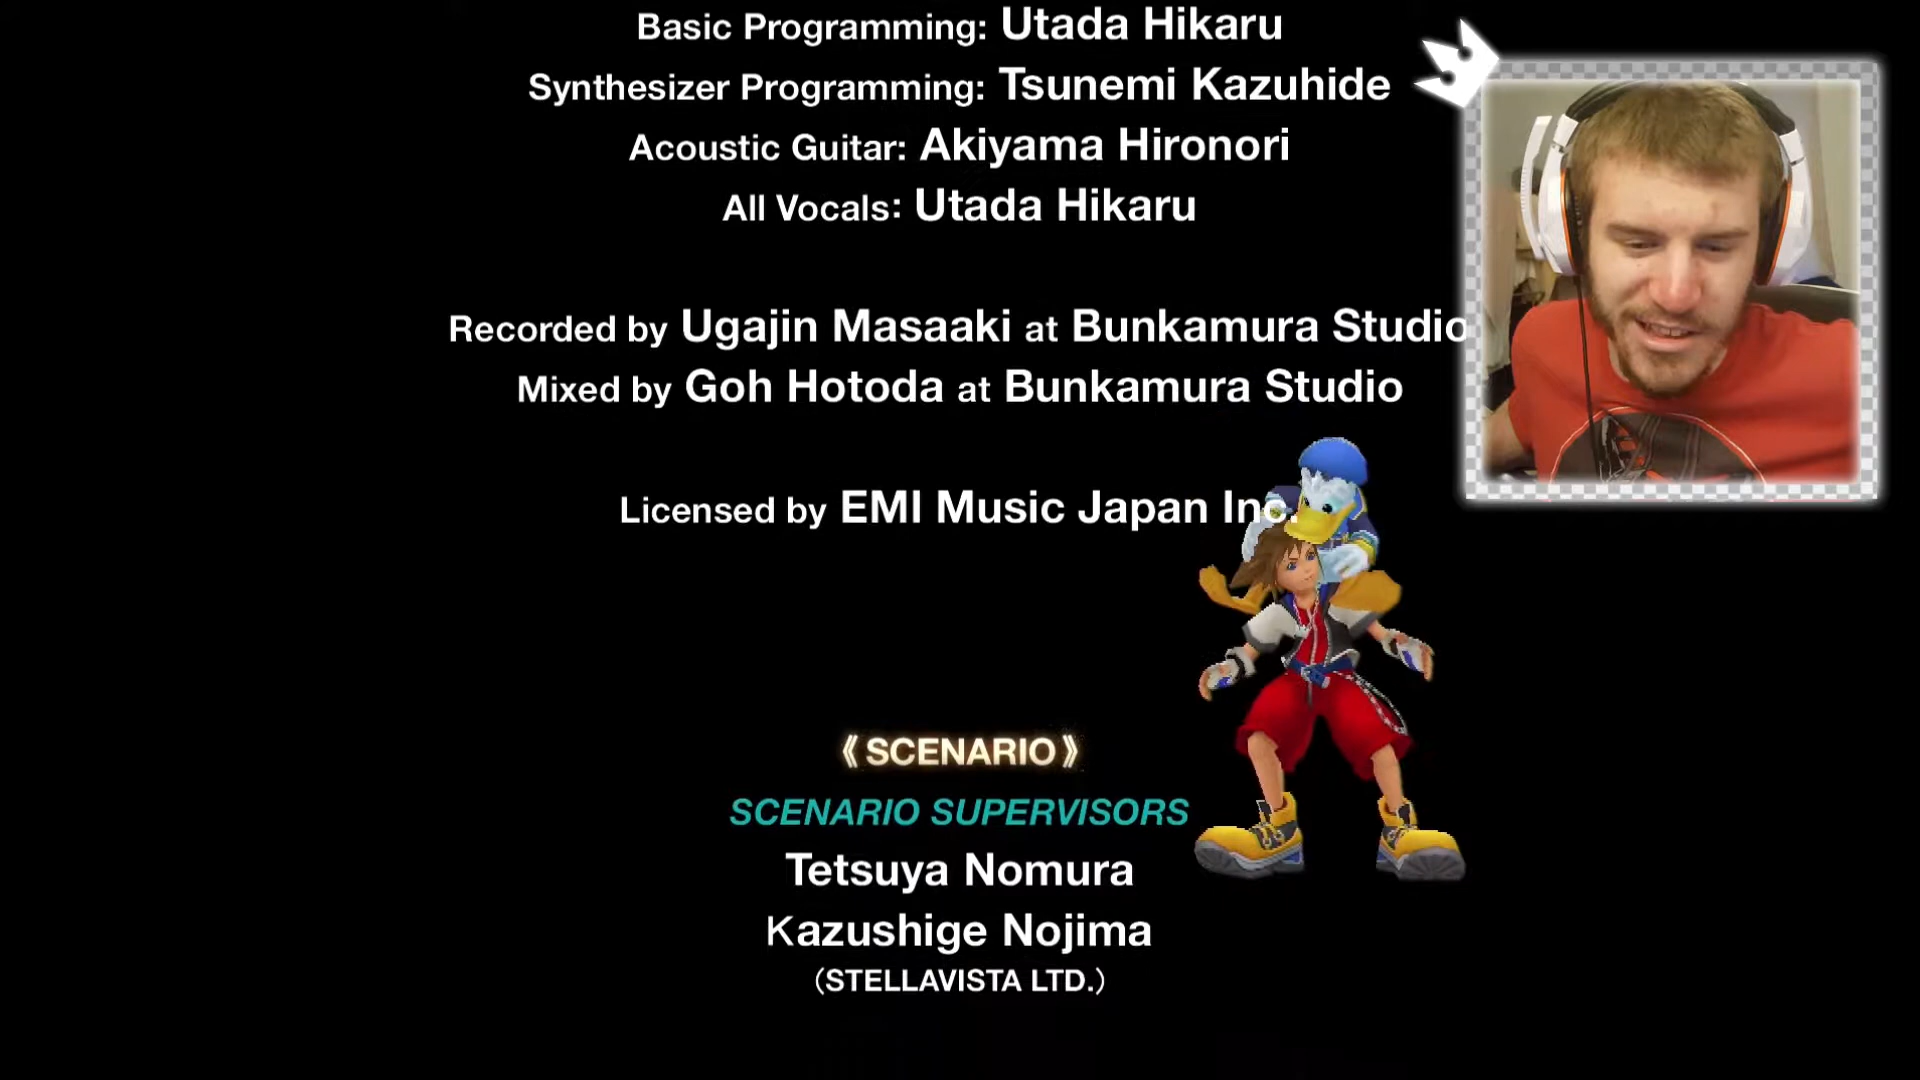 Basic Programming: Utada Hikaru
Synthesizer Programming: Tsunemi Kazuhide
Acoustic Guitar: Akiyama Hironori
All Vocals: Utada Hikaru
Recorded by Ugajin Masaaki at Bunkamura Studio
Mixed by Goh Hotoda at Bunkamura Studio
Licensed by EMI Music Japan Inc.
《SCENARIO》
SCENARIO SUPERVISORS
Tetsuya Nomura
Kazushige Nojima
(STELLAVISTA LTD.)